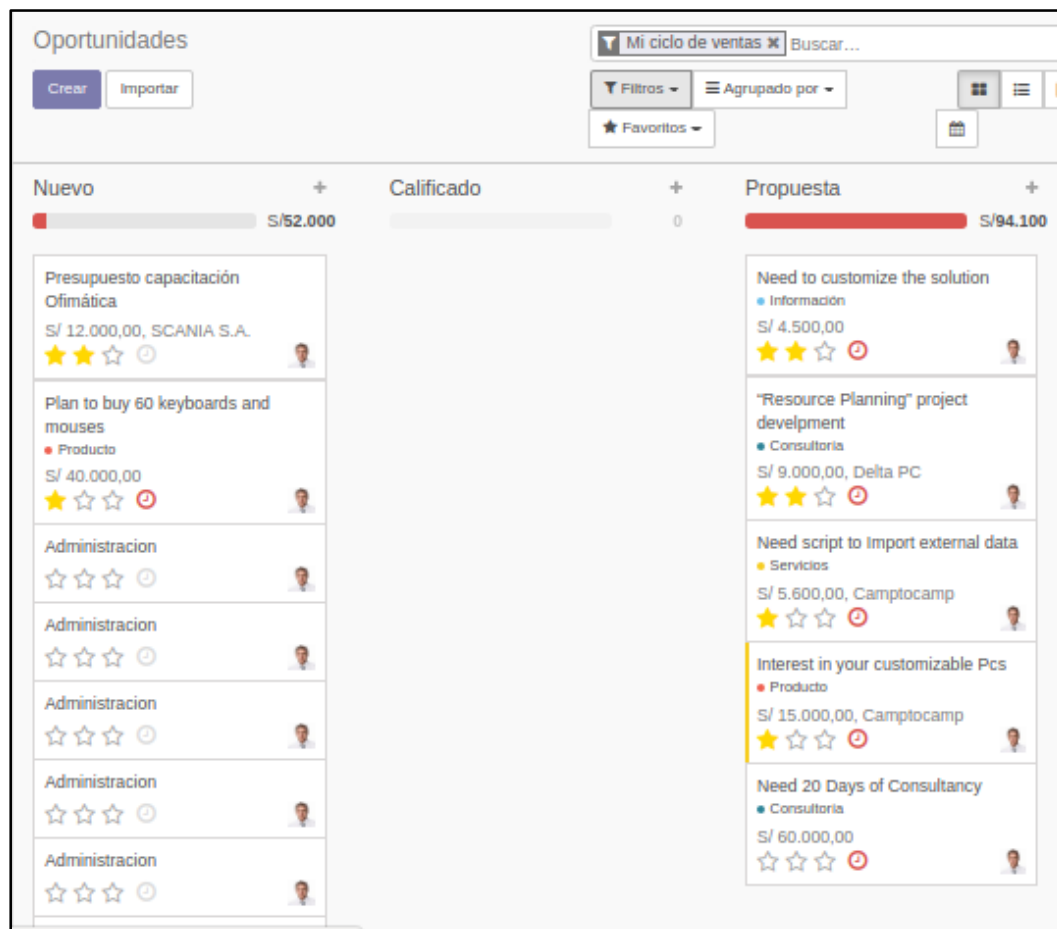 Oportunidades
Mi ciclo de ventas ✖ Buscar...
Crear Importar
Filtros Agrupado por
Favoritos
Nuevo +
S/52.000
Presupuesto capacitación
Ofimática
S/ 12.000,00, SCANIA S.A.
Plan to buy 60 keyboards and
mouses
Producto
S/ 40.000,00
Administracion
Administracion
Administracion
Administracion
Administracion
Calificado +
0
Propuesta +
S/94.100
Need to customize the solution
Información
S/ 4.500,00
"Resource Planning" project
develpment
Consultoria
S/ 9.000,00, Delta PC
Need script to Import external data
Servicios
S/ 5.600,00, Camptocamp
Interest in your customizable Pcs
Producto
S/ 15.000,00, Camptocamp
Need 20 Days of Consultancy
Consultoria
S/ 60.000,00